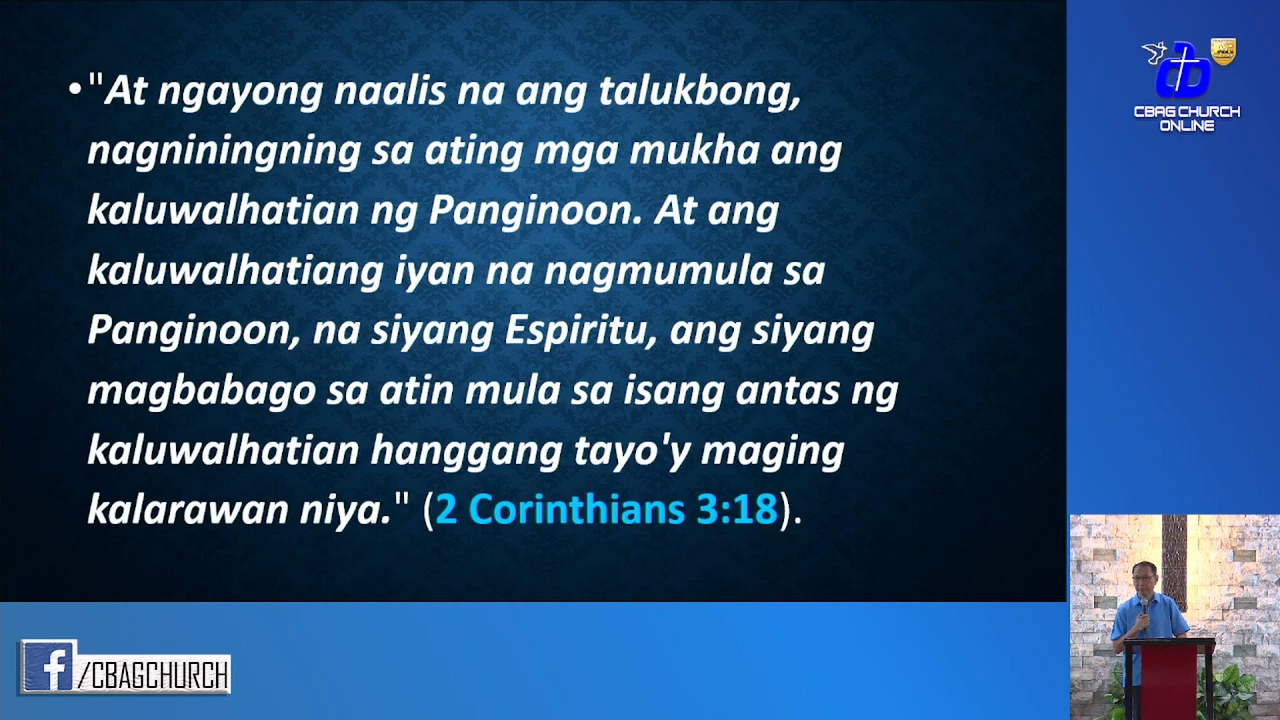 •"At ngayong naalis na ang talukbong,
nagniningning sa ating mga mukha ang
kaluwalhatian ng Panginoon. At ang
kaluwalhatiang iyan na nagmumula sa
Panginoon, na siyang Espiritu, ang siyang
magbabago sa atin mula sa isang antas ng
kaluwalhatian hanggang tayo'y maging
kalarawan niya." (2 Corinthians 3:18).
CBAG CHURCH
ONLINE
f/CBAGCHURCH